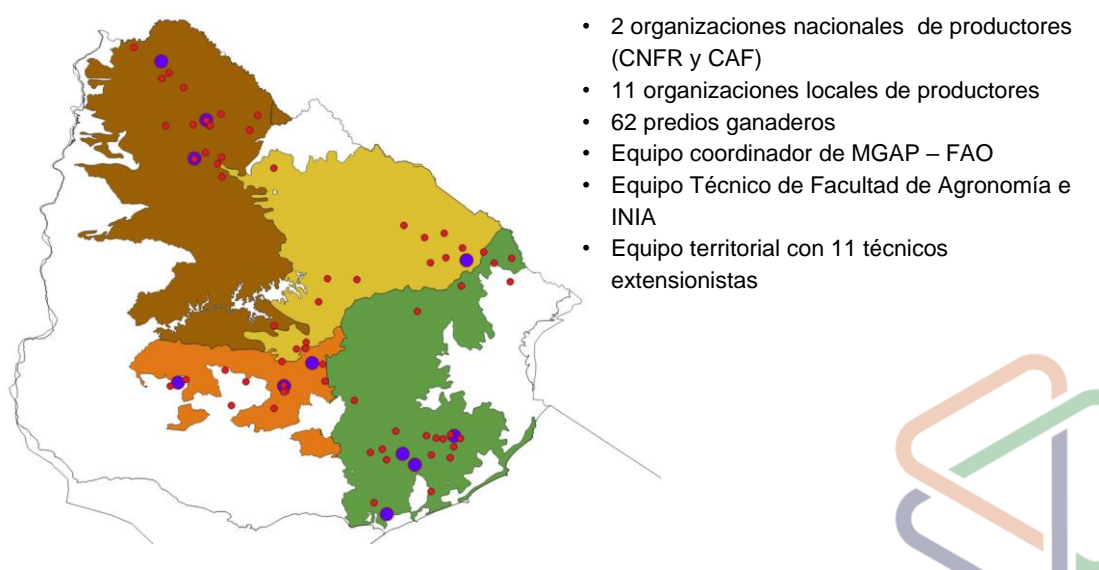 • 2 organizaciones nacionales de productores
(CNFR y CAF)
• 11 organizaciones locales de productores
• 62 predios ganaderos
• Equipo coordinador de MGAP – FAO
• Equipo Técnico de Facultad de Agronomía e
INIA
• Equipo territorial con 11 técnicos
extensionistas